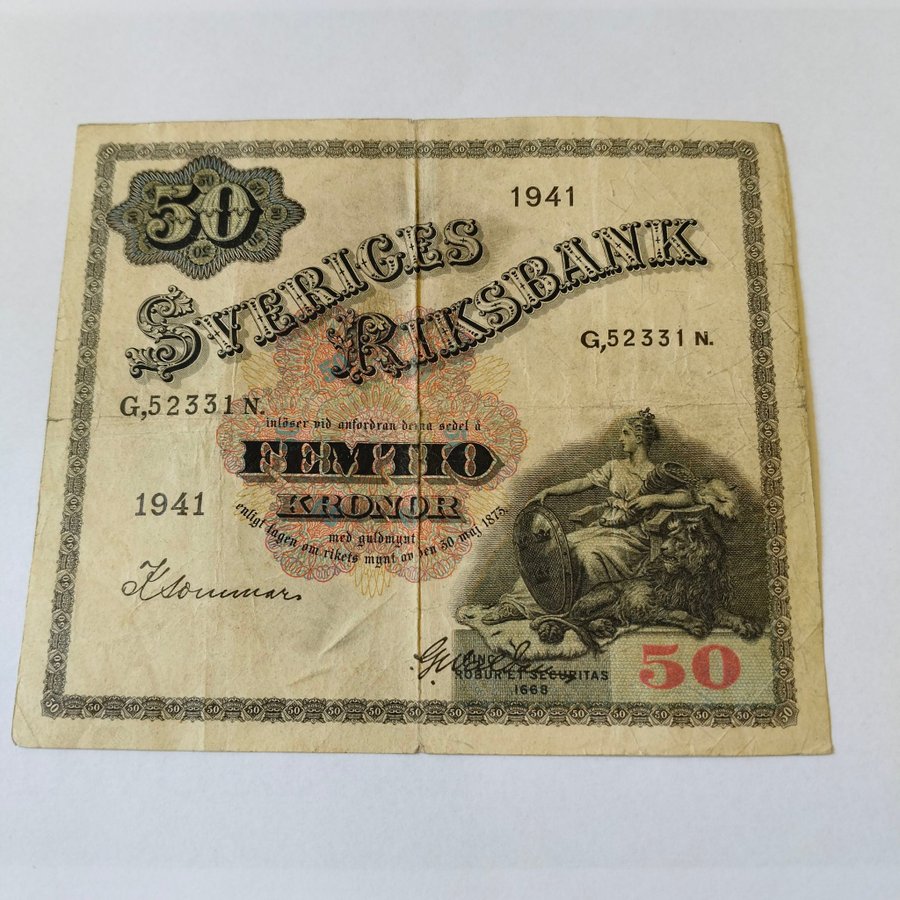 50
1941
SVERIGES
RIKSBANK
G,52331 N.
G,52331 N.
inlöser vid anfordran denna sedel å
FEMTIO
KRONOR
1941
enligt lagen om rikets mynt av den 30 maj 1873
med guldmynt
ROBUR ET SECURITAS
1668
50